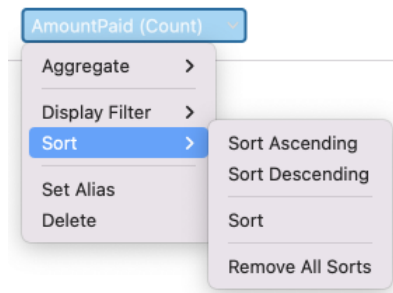 AmountPaid (Count)
Aggregate
Display Filter
Sort
Set Alias
Delete
Sort Ascending
Sort Descending
Sort
Remove All Sorts